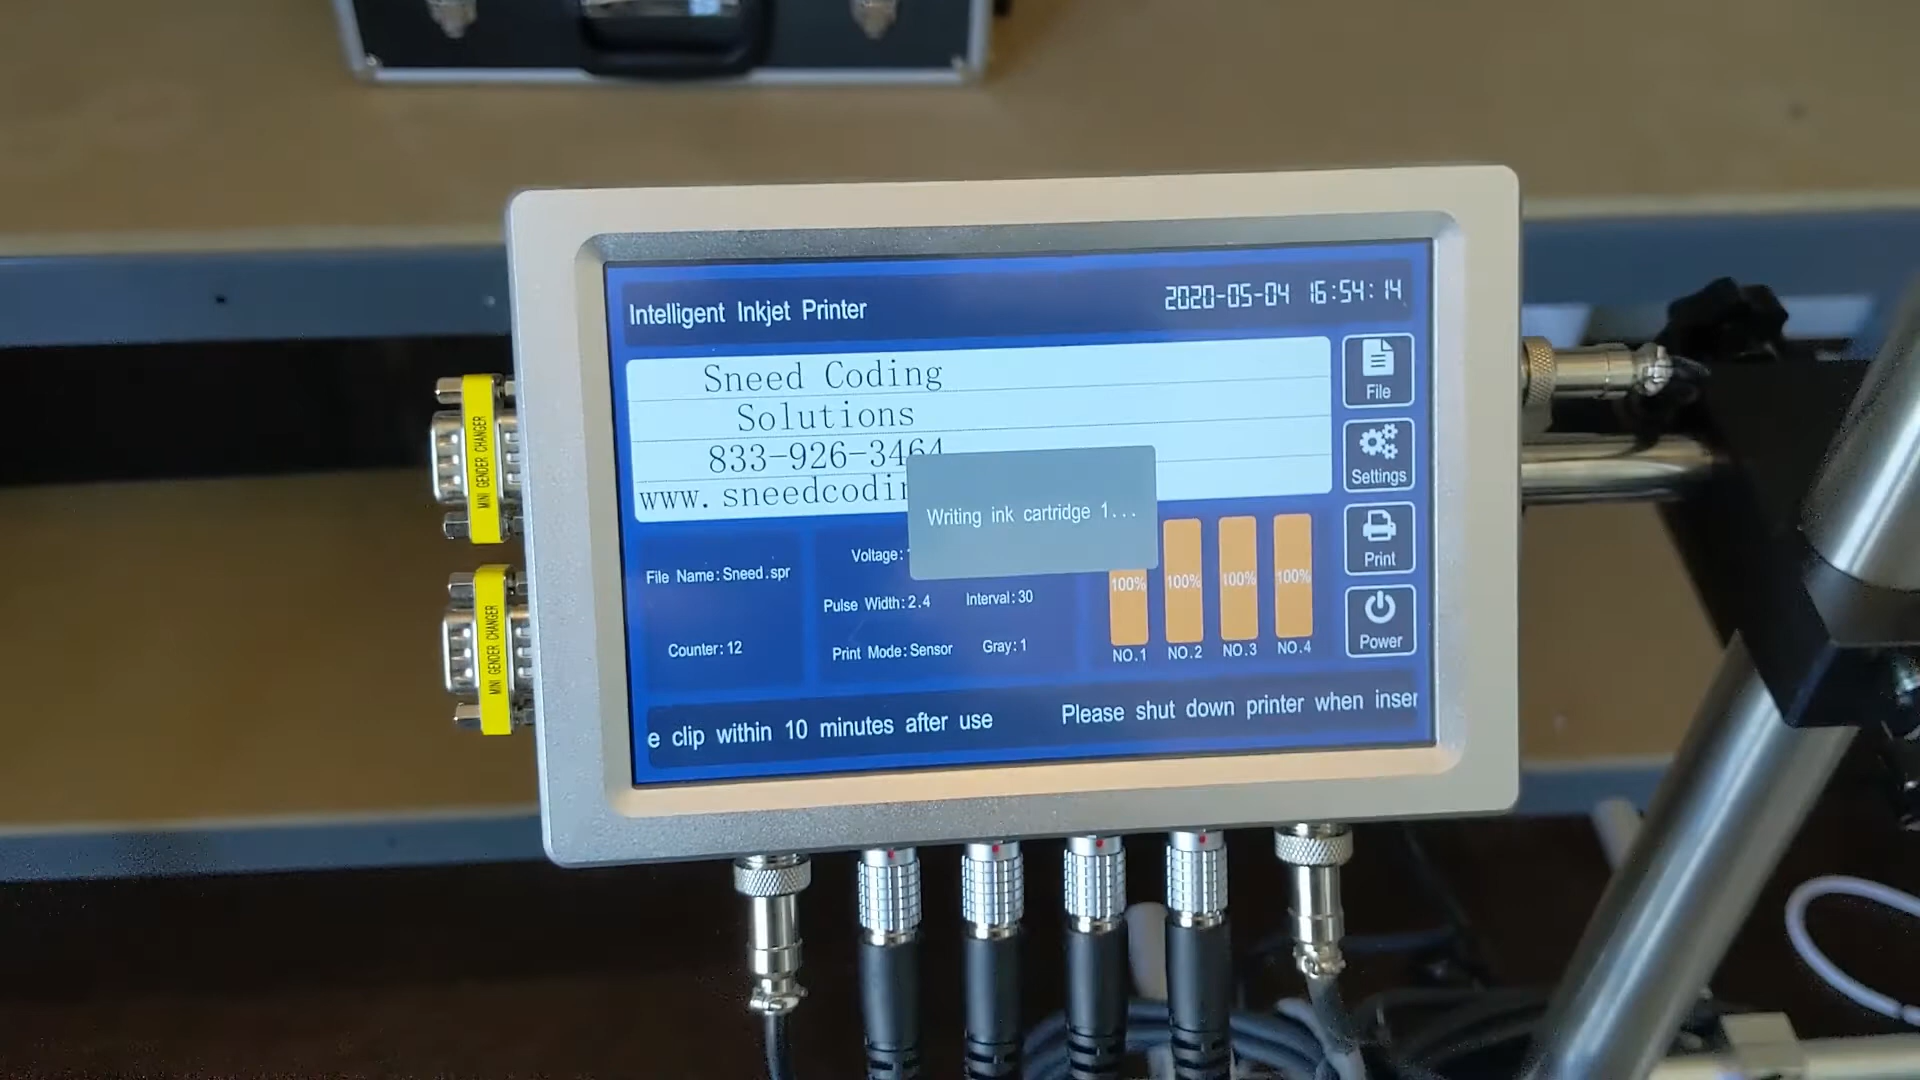 Intelligent Inkjet Printer
2020-05-04 16:54:14
Sneed Coding
Solutions
833-926-3464
www.sneedcodin
Writing ink cartridge 1...
File
Settings
Print
Power
File Name:Sneed.spr
Counter:12
Voltage:
Pulse Width:2.4
Interval:30
Print Mode:Sensor
Gray:1
100% 100% 100% 100%
NO.1 NO.2 NO.3 NO.4
e clip within 10 minutes after use Please shut down printer when inser
MINI GENDER CHANGER
MINI GENDER CHANGER